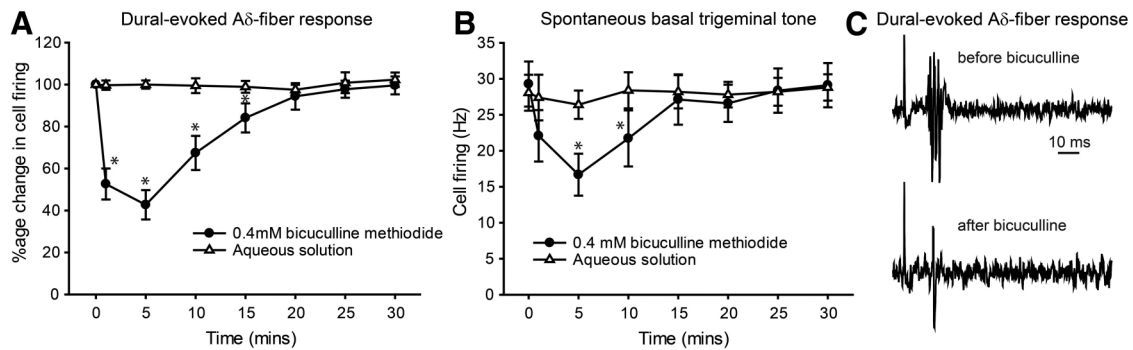 A
Dural-evoked Aδ-fiber response
%age change in cell firing
120
100
80
60
40
20
0
*
*
*
*
0.4mM bicuculline methiodide
Aqueous solution
0 5 10 15 20 25 30
Time (mins)
B
Spontaneous basal trigeminal tone
Cell firing (Hz)
35
30
25
20
15
10
5
0
*
*
0.4 mM bicuculline methiodide
Aqueous solution
0 5 10 15 20 25 30
Time (mins)
C
Dural-evoked Aδ-fiber response
before bicuculline
10 ms
after bicuculline